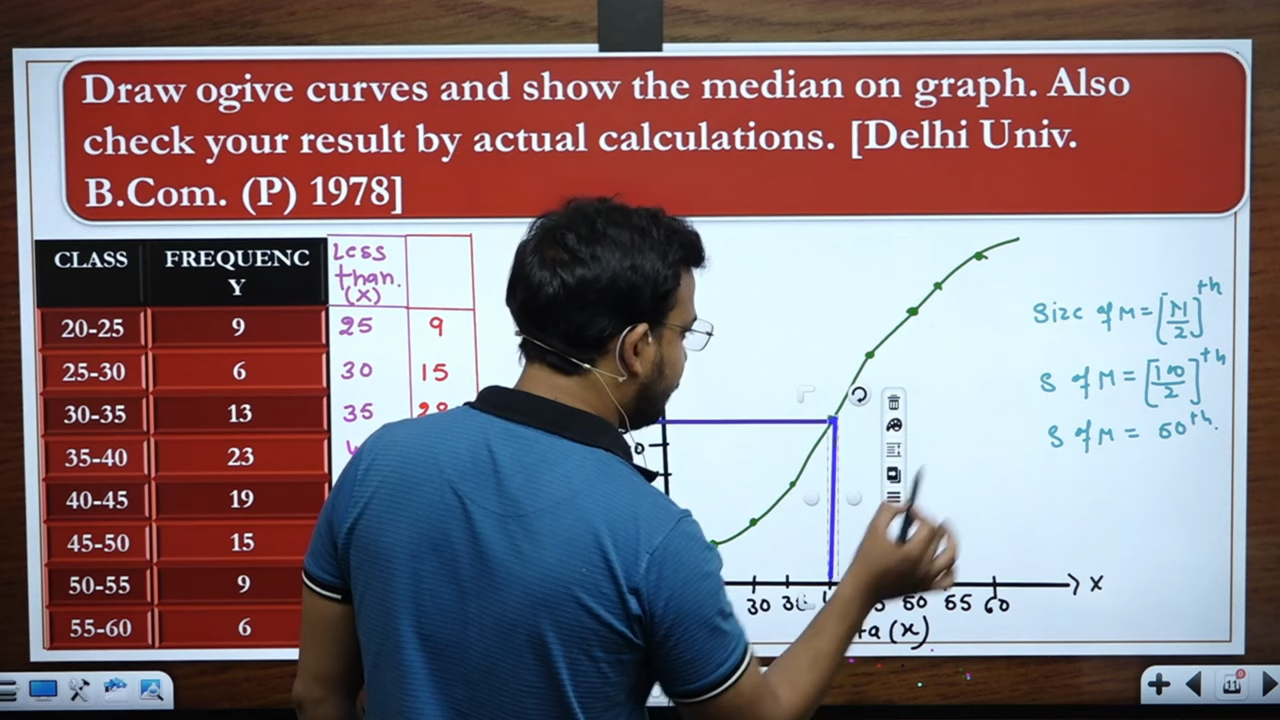 Draw ogive curves and show the median on graph. Also
check your result by actual calculations. [Delhi Univ.
B.Com. (P) 1978]
CLASS FREQUENC Less
Y than.
(X)
20-25 9 25 9
25-30 6 30 15
30-35 13 35
35-40 23
40-45 19
45-50 15
50-55 9
55-60 6
Size of M = [N/2]th
S of M = [100/2]th
S of M = 50th.
30 50 55 60 X
(x)
11